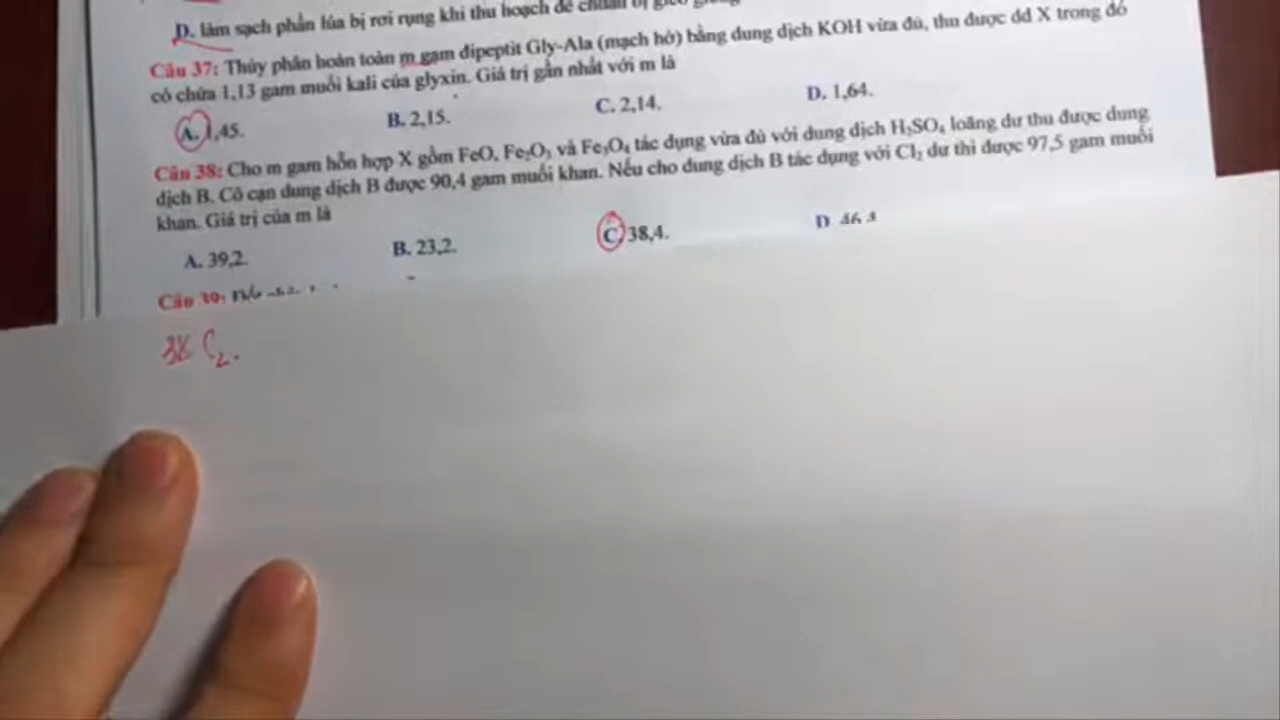 D. làm sạch phần lúa bị rơi rụng khi thu hoạch để chuẩn bị gieo
Câu 37: Thủy phân hoàn toàn m gam đipeptit Gly-Ala (mạch hở) bằng dung dịch KOH vừa đủ, thu được dd X trong đó
có chứa 1,13 gam muối kali của glyxin. Giá trị gần nhất với m là
A. 1,45. B. 2,15. C. 2,14. D. 1,64.
Câu 38: Cho m gam hỗn hợp X gồm FeO, Fe₂O₃ và Fe₃O₄ tác dụng vừa đủ với dung dịch H₂SO₄ loãng dư thu được dung
dịch B. Cô cạn dung dịch B được 90,4 gam muối khan. Nếu cho dung dịch B tác dụng với Cl₂ dư thì được 97,5 gam muối
khan. Giá trị của m là
A. 39,2. B. 23,2. C. 38,4. D
Câu 39: